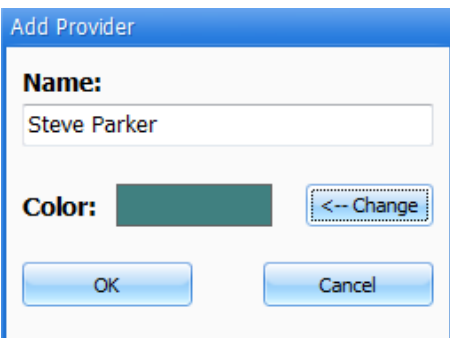 Add Provider
Name:
Steve Parker
Color: <-- Change
OK Cancel